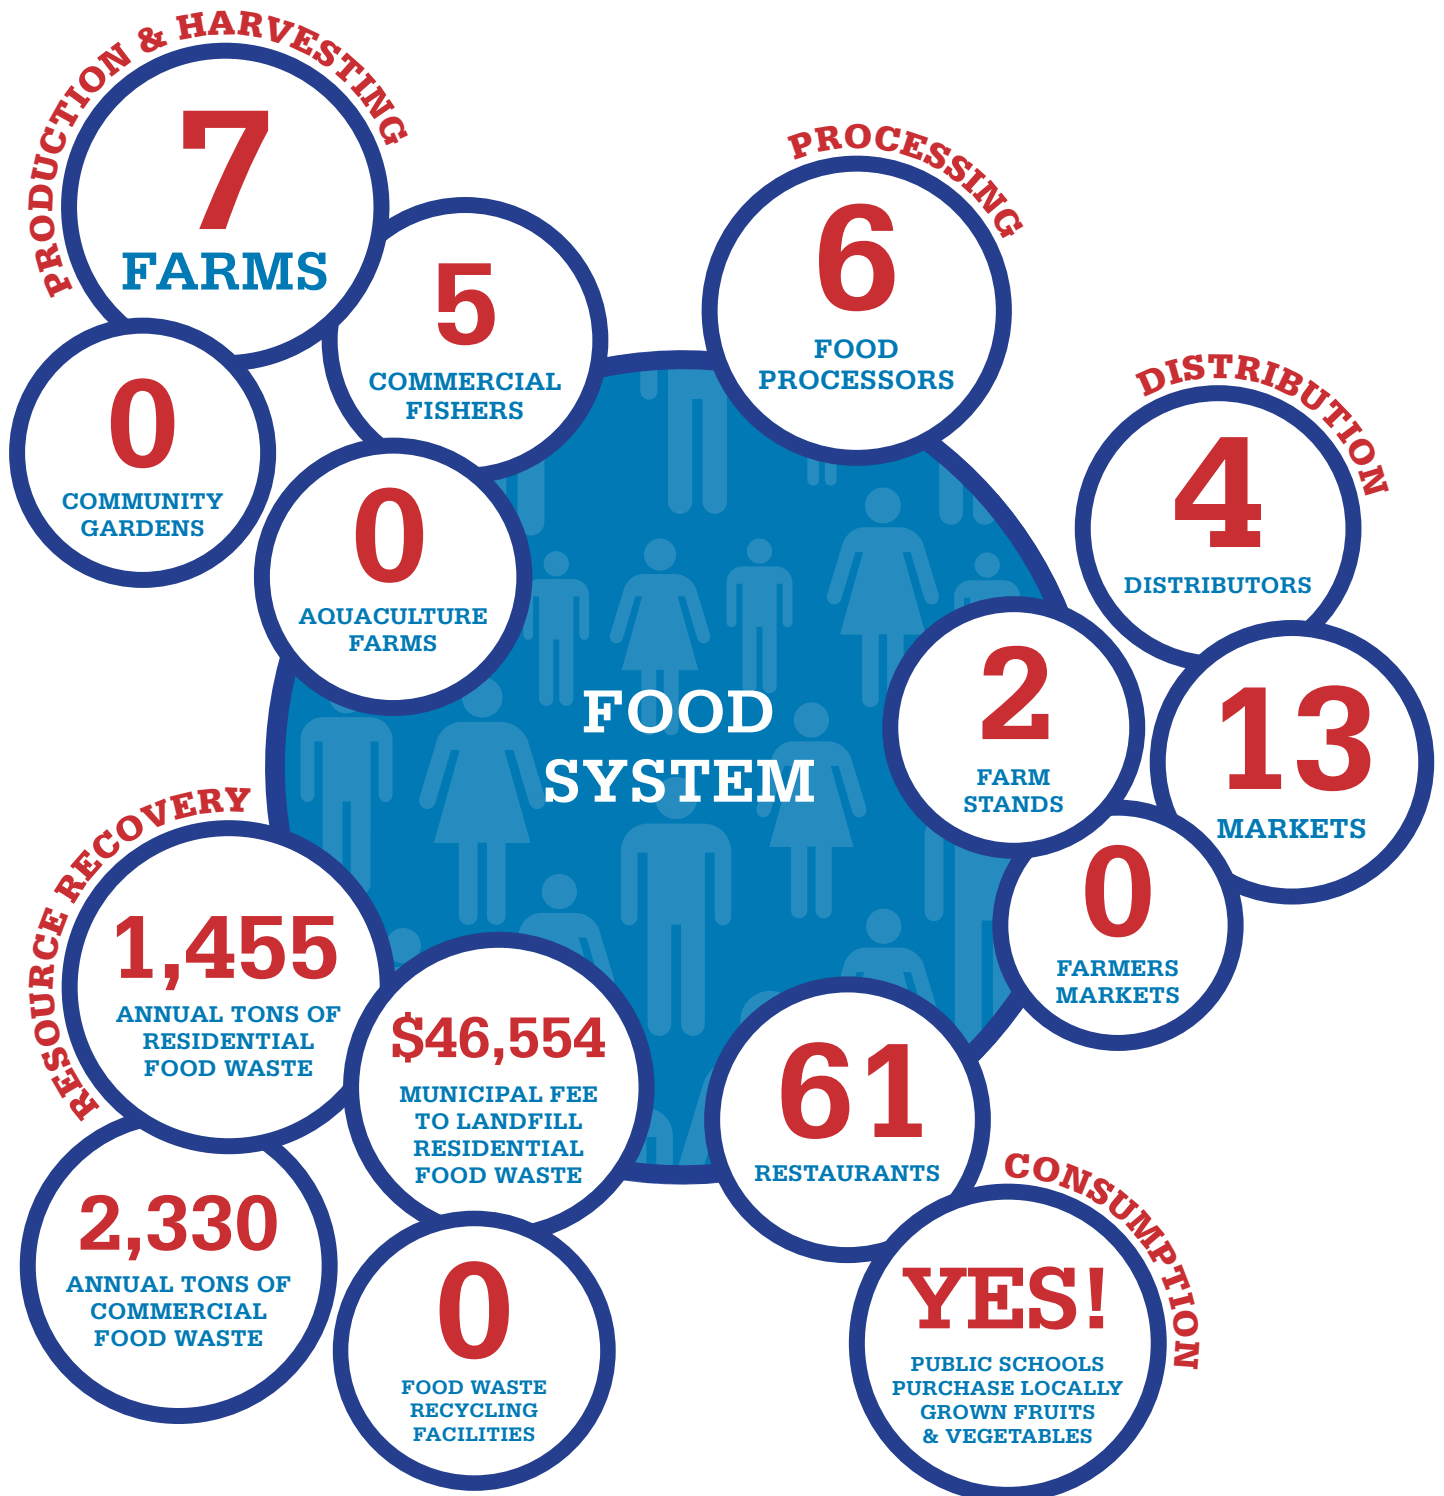 PRODUCTION & HARVESTING
7
FARMS
5
COMMERCIAL
FISHERS
0
COMMUNITY
GARDENS
0
AQUACULTURE
FARMS
PROCESSING
6
FOOD
PROCESSORS
DISTRIBUTION
4
DISTRIBUTORS
2
FARM
STANDS
13
MARKETS
0
FARMERS
MARKETS
FOOD
SYSTEM
RESOURCE RECOVERY
1,455
ANNUAL TONS OF
RESIDENTIAL
FOOD WASTE
$46,554
MUNICIPAL FEE
TO LANDFILL
RESIDENTIAL
FOOD WASTE
2,330
ANNUAL TONS OF
COMMERCIAL
FOOD WASTE
0
FOOD WASTE
RECYCLING
FACILITIES
61
RESTAURANTS
CONSUMPTION
YES!
PUBLIC SCHOOLS
PURCHASE LOCALLY
GROWN FRUITS
& VEGETABLES